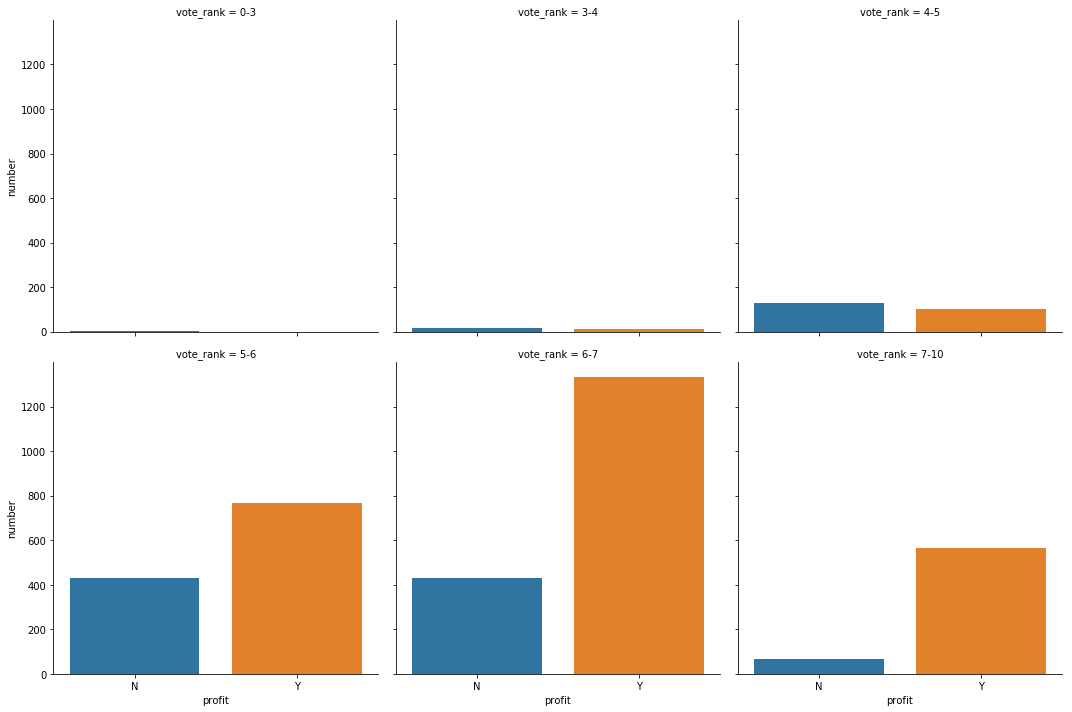 vote_rank = 0-3
vote_rank = 3-4
vote_rank = 4-5
number
1200
1000
800
600
400
200
0
vote_rank = 5-6
vote_rank = 6-7
vote_rank = 7-10
number
1200
1000
800
600
400
200
0
N Y
N Y
N Y
profit
profit
profit